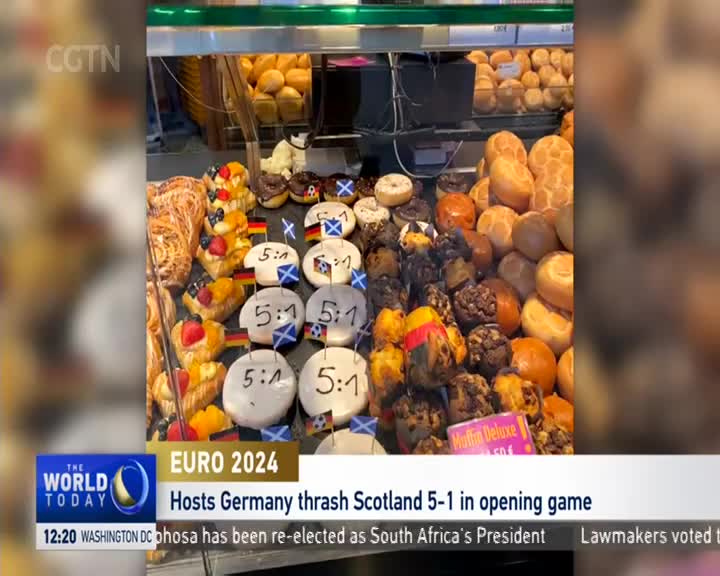 CGTN
5:1
5:1
5:1
5:1
5:1
5:1
Muffin Deluxe
EURO 2024
Hosts Germany thrash Scotland 5-1 in opening game
THE
WORLD
TODAY
12:20 WASHINGTON DC
phosa has been re-elected as South Africa's President Lawmakers voted t